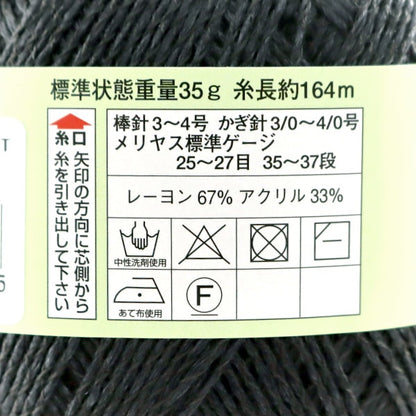 標準状態重量35g 糸長約164m
糸口
矢印の方向に芯側から
糸を引き出して下さい
棒針3～4号 かぎ針3/0～4/0号
メリヤス標準ゲージ
25～27目 35～37段
レーヨン 67% アクリル 33%
中性洗剤使用
あて布使用
F
T